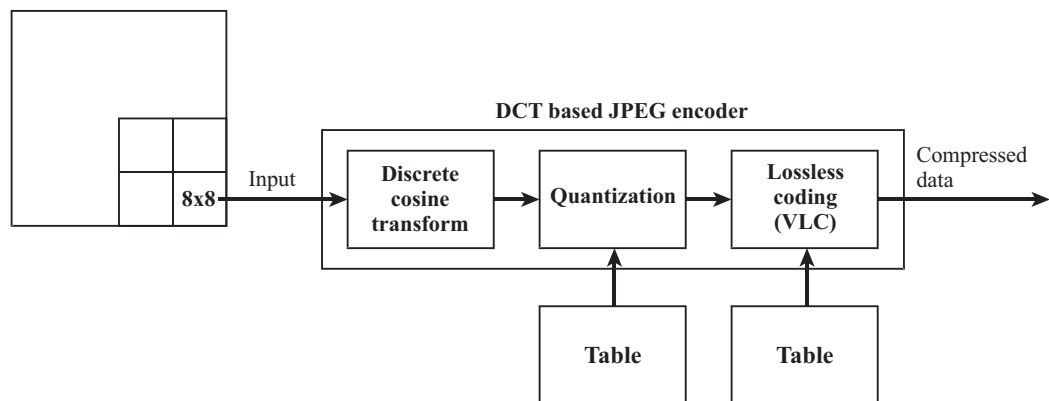 DCT based JPEG encoder
8x8
Input
Discrete
cosine
transform
Quantization
Lossless
coding
(VLC)
Compressed
data
Table
Table